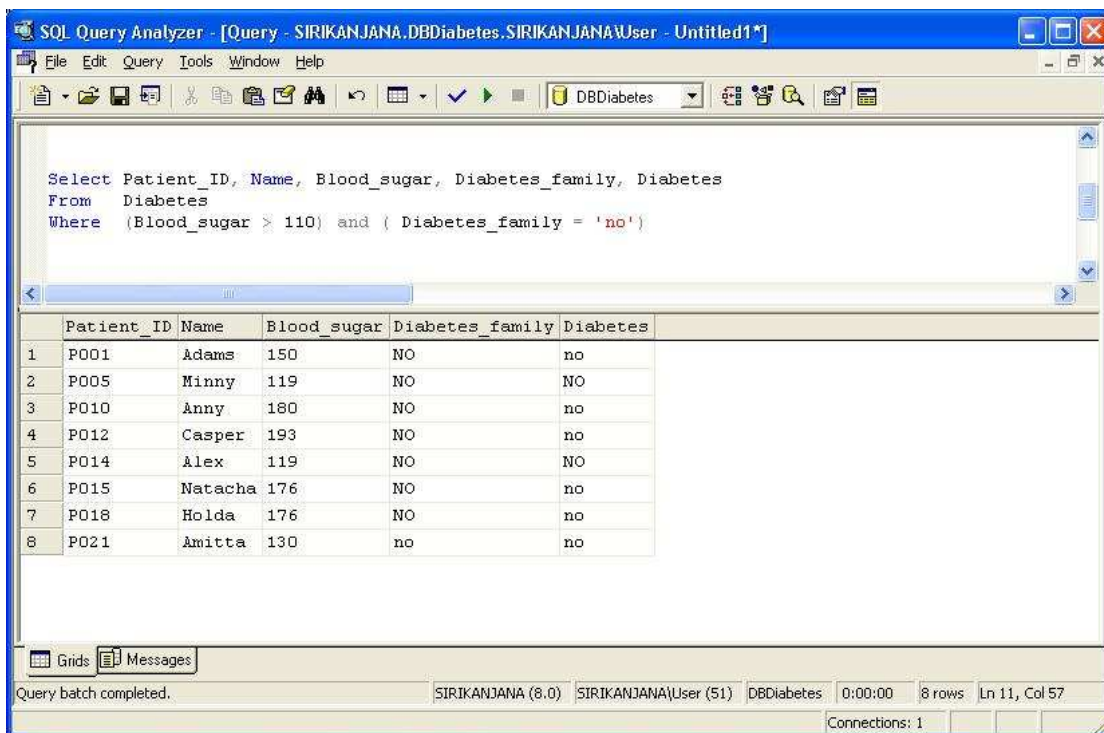 SQL Query Analyzer - [Query - SIRIKANJANA.DBDiabetes.SIRIKANJANA\User - Untitled1*]
File Edit Query Tools Window Help
DBDiabetes
Select Patient_ID, Name, Blood_sugar, Diabetes_family, Diabetes
From Diabetes
Where (Blood_sugar > 110) and ( Diabetes_family = 'no')
Patient_ID Name Blood_sugar Diabetes_family Diabetes
1 P001 Adams 150 NO no
2 P005 Minny 119 NO NO
3 P010 Anny 180 NO no
4 P012 Casper 193 NO no
5 P014 Alex 119 NO NO
6 P015 Natacha 176 NO no
7 P018 Holda 176 NO no
8 P021 Amitta 130 no no
Grids Messages
Query batch completed. SIRIKANJANA (8.0) SIRIKANJANA\User (51) DBDiabetes 0:00:00 8 rows Ln 11, Col 57
Connections: 1